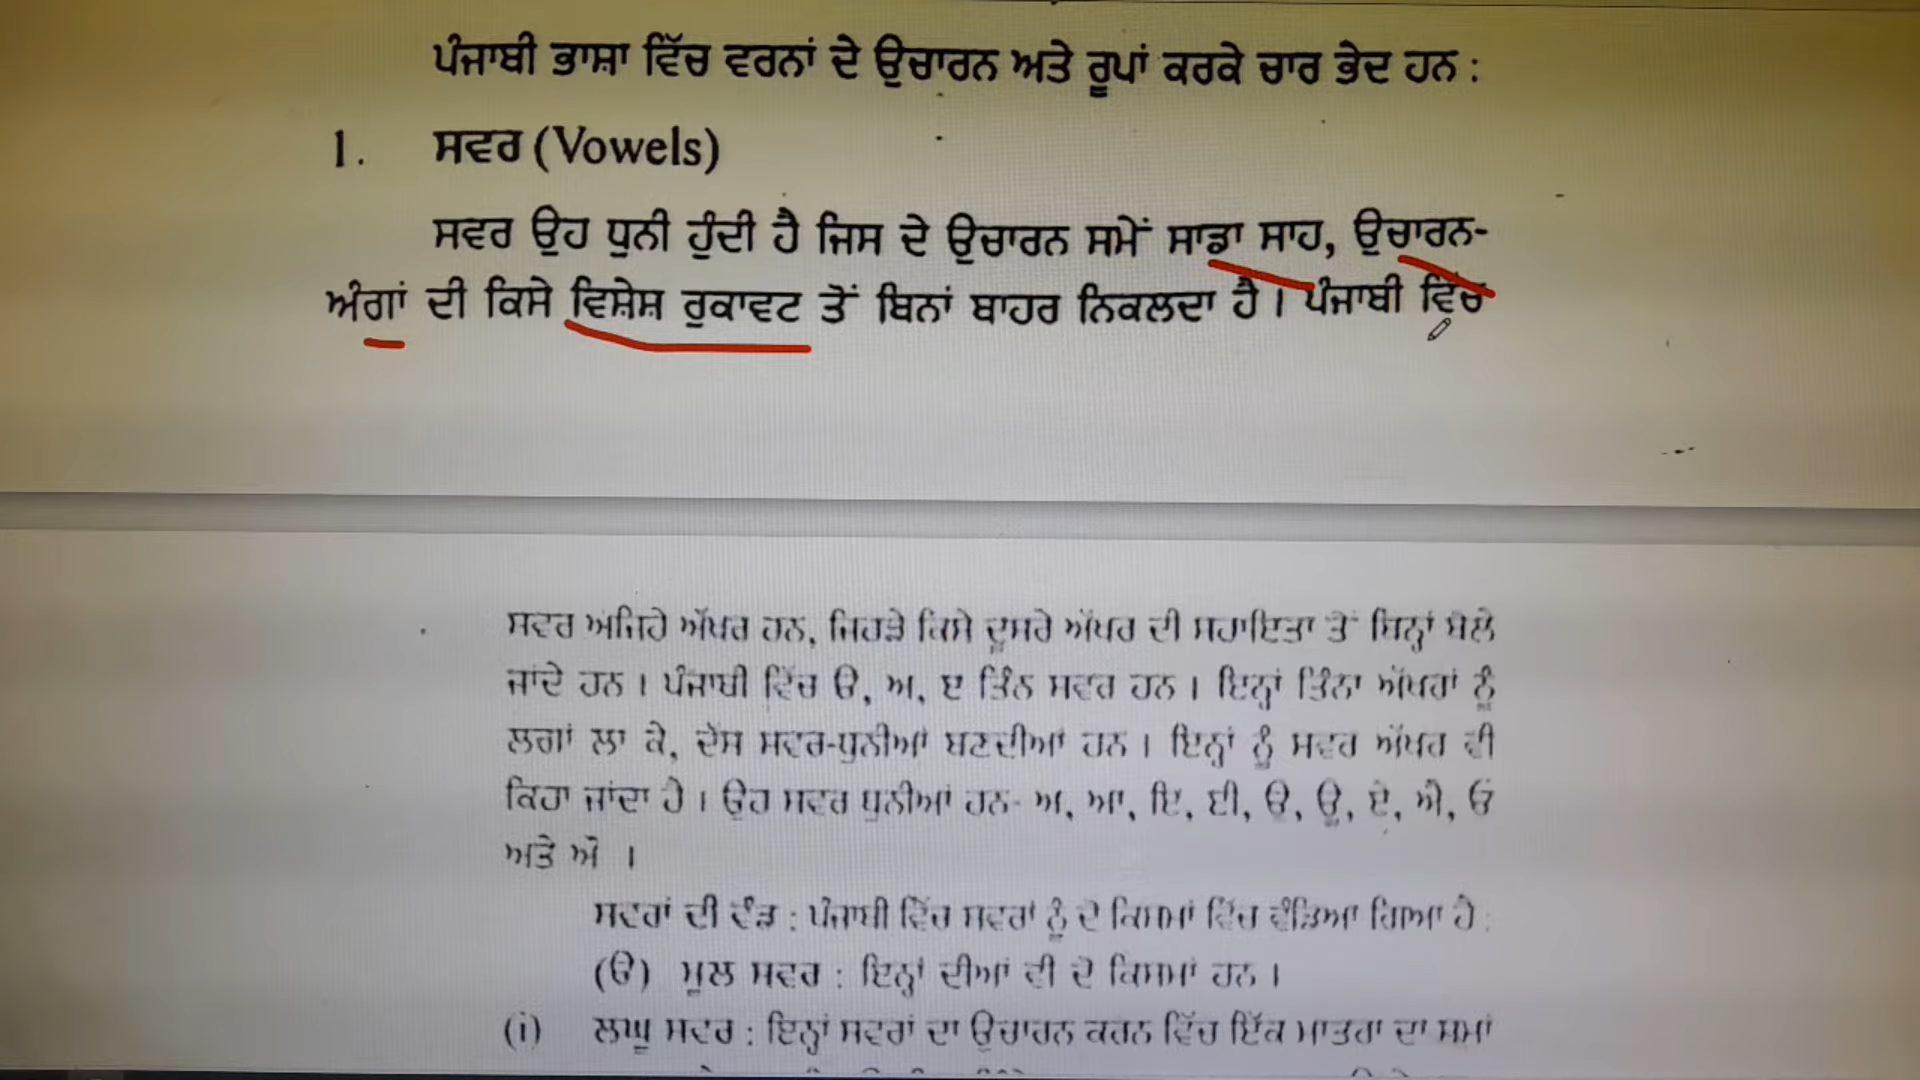 ਪੰਜਾਬੀ ਭਾਸ਼ਾ ਵਿੱਚ ਵਰਨਾਂ ਦੇ ਉਚਾਰਨ ਅਤੇ ਰੂਪਾਂ ਕਰਕੇ ਚਾਰ ਭੇਦ ਹਨ :
1. ਸਵਰ (Vowels)
ਸਵਰ ਉਹ ਧੁਨੀ ਹੁੰਦੀ ਹੈ ਜਿਸ ਦੇ ਉਚਾਰਨ ਸਮੇਂ ਸਾਡਾ ਸਾਹ, ਉਚਾਰਨ-
ਅੰਗਾਂ ਦੀ ਕਿਸੇ ਵਿਸ਼ੇਸ਼ ਰੁਕਾਵਟ ਤੋਂ ਬਿਨਾਂ ਬਾਹਰ ਨਿਕਲਦਾ ਹੈ। ਪੰਜਾਬੀ ਵਿੱਚ
ਸਵਰ ਅਜਿਹੇ ਅੱਖਰ ਹਨ, ਜਿਹੜੇ ਕਿਸੇ ਦੂਸਰੇ ਅੱਖਰ ਦੀ ਸਹਾਇਤਾ ਤੋਂ ਬਿਨ੍ਹਾਂ ਬੋਲੇ
ਜਾਂਦੇ ਹਨ। ਪੰਜਾਬੀ ਵਿੱਚ ੳ, ਅ, ੲ ਤਿੰਨ ਸਵਰ ਹਨ। ਇਨ੍ਹਾਂ ਤਿੰਨਾ ਅੱਖਰਾਂ ਨੂੰ
ਲਗਾਂ ਲਾ ਕੇ, ਦੱਸ ਸਵਰ-ਧੁਨੀਆਂ ਬਣਦੀਆਂ ਹਨ। ਇਨ੍ਹਾਂ ਨੂੰ ਸਵਰ ਅੱਖਰ ਵੀ
ਕਿਹਾ ਜਾਂਦਾ ਹੈ। ਉਹ ਸਵਰ ਧੁਨੀਆਂ ਹਨ- ਅ, ਆ, ਇ, ਈ, ੳ, ਊ, ਏ, ਐ, ਓ
ਅਤੇ ਔ ।
ਸਵਰਾਂ ਦੀ ਵੰਡ : ਪੰਜਾਬੀ ਵਿੱਚ ਸਵਰਾਂ ਨੂੰ ਦੋ ਕਿਸਮਾਂ ਵਿੱਚ ਵੰਡਿਆ ਗਿਆ ਹੈ :
(ੳ) ਮੂਲ ਸਵਰ : ਇਨ੍ਹਾਂ ਦੀਆਂ ਵੀ ਦੋ ਕਿਸਮਾਂ ਹਨ।
(i) ਲਘੂ ਸਵਰ : ਇਨ੍ਹਾਂ ਸਵਰਾਂ ਦਾ ਉਚਾਰਨ ਕਰਨ ਵਿੱਚ ਇੱਕ ਮਾਤਰਾ ਦਾ ਸਮਾਂ